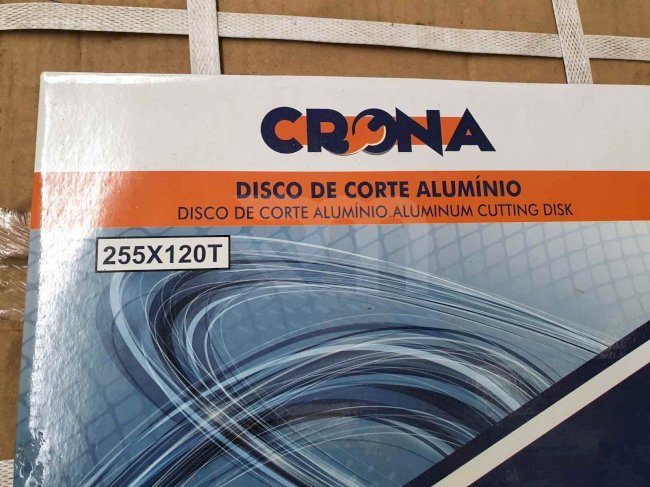 CRONA
DISCO DE CORTE ALUMÍNIO
DISCO DE CORTE ALUMÍNIO.ALUMINUM CUTTING DISK
255X120T